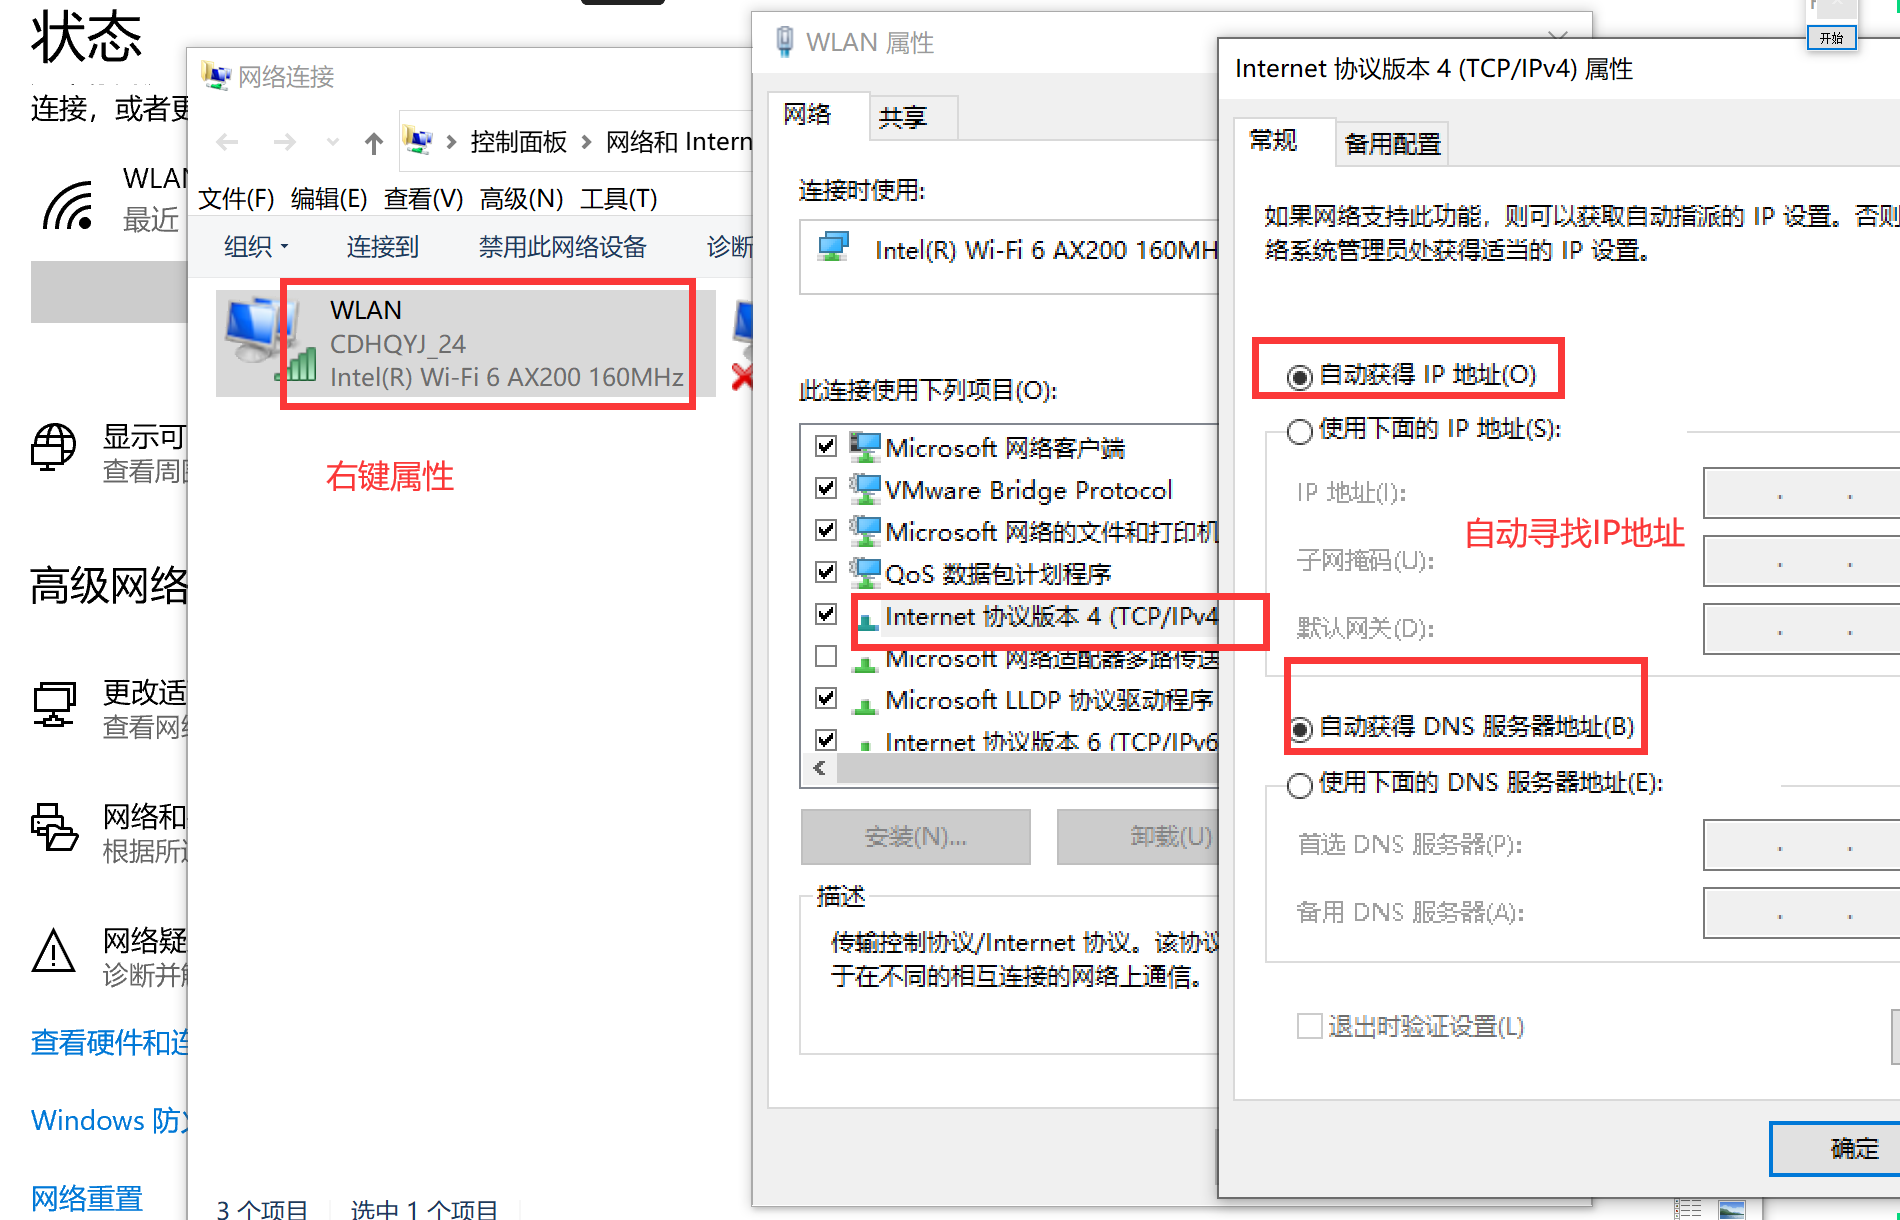 状态
连接，或者更
WLAN
最近
显示可
查看周围
高级网络
更改适
查看网络
网络和
根据所
网络疑
诊断并
查看硬件和连
Windows 防
网络重置
网络连接
控制面板
网络和 Intern
文件(F) 编辑(E) 查看(V) 高级(N) 工具(T)
组织 连接到 禁用此网络设备 诊断
WLAN
CDHQYJ_24
Intel(R) Wi-Fi 6 AX200 160MHz
右键属性
3 个项目 选中 1 个项目
WLAN 属性
网络 共享
连接时使用:
Intel(R) Wi-Fi 6 AX200 160MH
此连接使用下列项目(O):
Microsoft 网络客户端
VMware Bridge Protocol
Microsoft 网络的文件和打印机
QoS 数据包计划程序
Internet 协议版本 4 (TCP/IPv4
Microsoft 网络适配器多路传送
Microsoft LLDP 协议驱动程序
Internet 协议版本 6 (TCP/IPv6
安装(N)... 卸载(U)
描述
传输控制协议/Internet 协议。该协议
于在不同的相互连接的网络上通信。
开始
Internet 协议版本 4 (TCP/IPv4) 属性
常规 备用配置
如果网络支持此功能，则可以获取自动指派的 IP 设置。否则
络系统管理员处获得适当的 IP 设置。
自动获得 IP 地址(O)
使用下面的 IP 地址(S):
IP 地址(I):
自动寻找IP地址
子网掩码(U):
默认网关(D):
自动获得 DNS 服务器地址(B)
使用下面的 DNS 服务器地址(E):
首选 DNS 服务器(P):
备用 DNS 服务器(A):
退出时验证设置(L)
确定